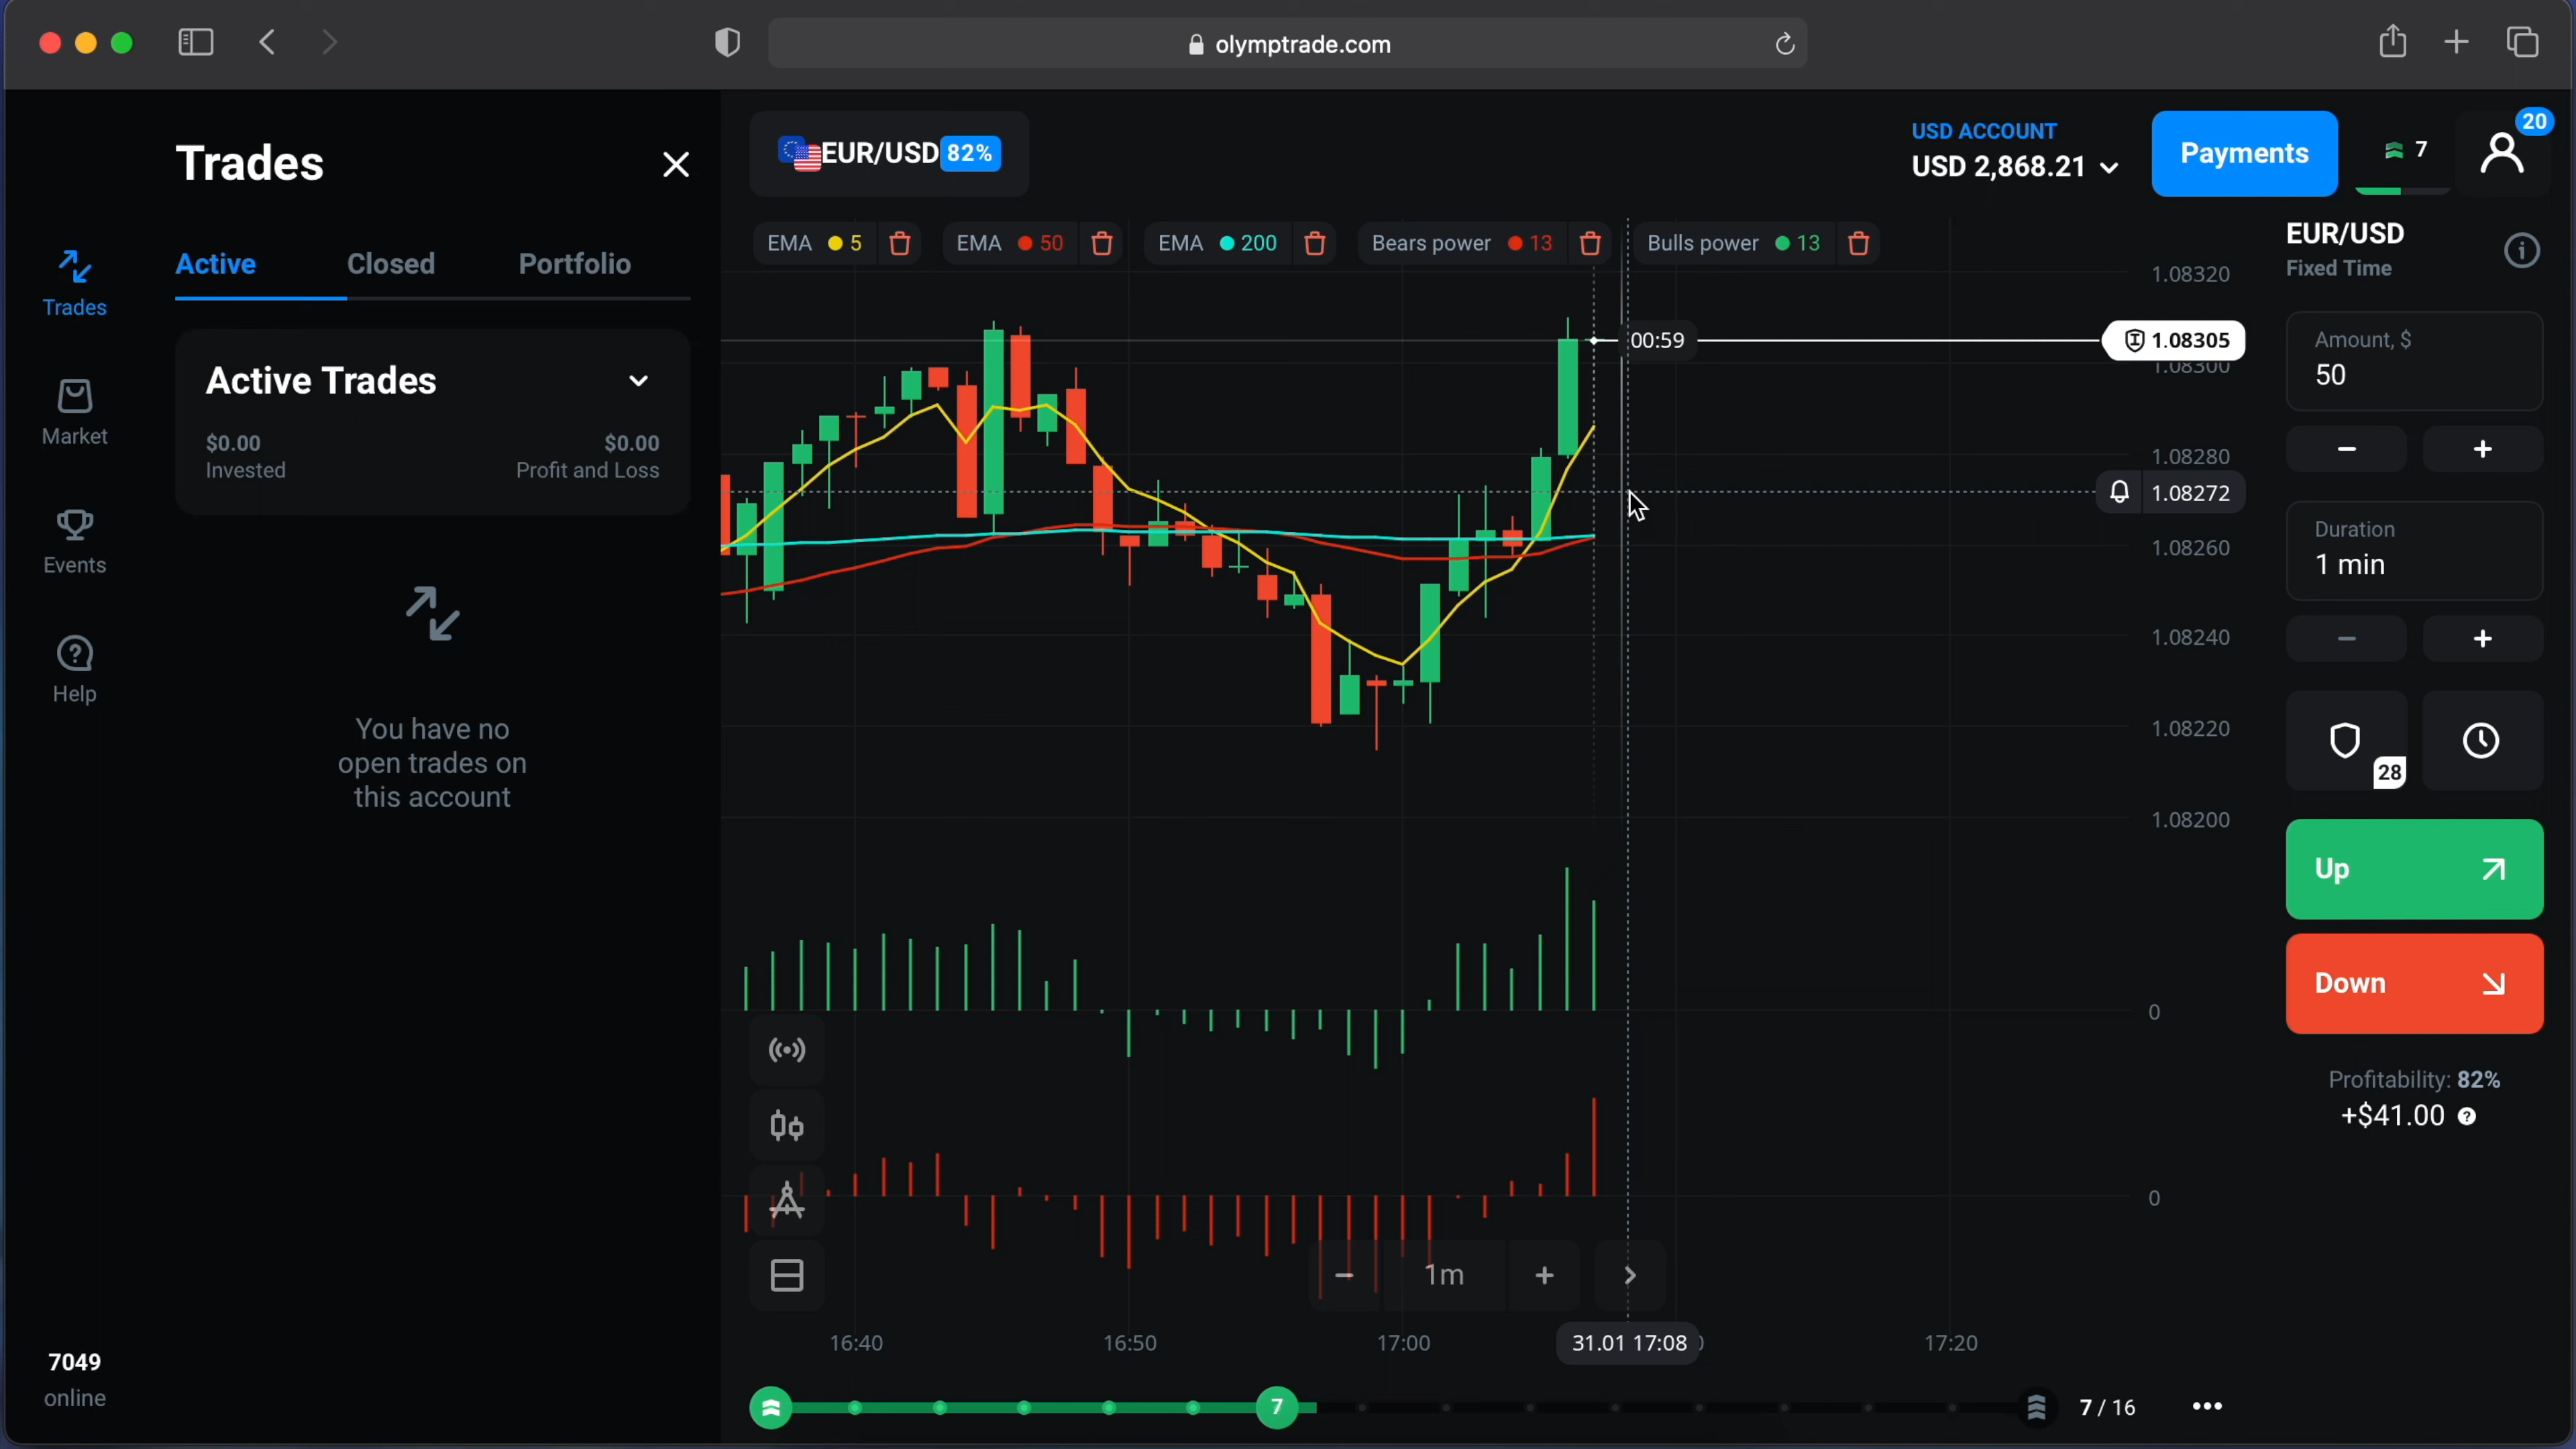 olymptrade.com
Trades
Active
Closed
Portfolio
Active Trades
$0.00
$0.00
Invested
Profit and Loss
You have no
open trades on
this account
Trades
Market
Events
Help
7049
online
EUR/USD 82%
USD ACCOUNT
USD 2,868.21
Payments
7
20
EMA 5
EMA 50
EMA 200
Bears power 13
Bulls power 13
1.08320
00:59
1.08305
1.08300
1.08280
1.08272
1.08260
1.08240
1.08220
1.08200
0
0
1m
16:40
16:50
17:00
31.01 17:08
17:20
7
7 / 16
EUR/USD
Fixed Time
Amount, $
50
Duration
1 min
28
Up
Down
Profitability: 82%
+$41.00